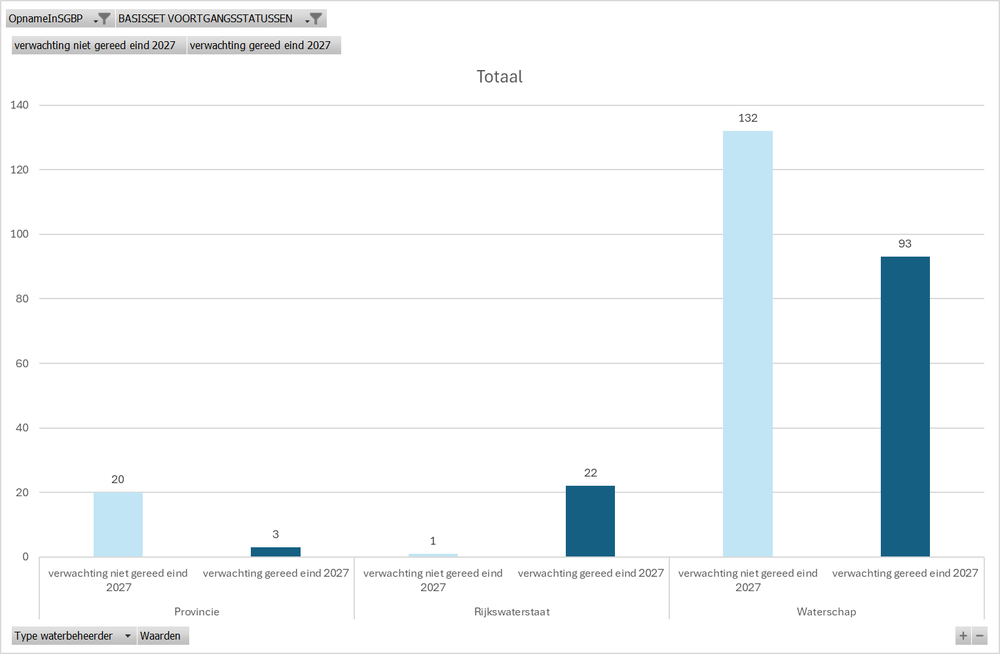 OpnameInSGBP BASISSET VOORTGANGSSTATUSSEN
verwachting niet gereed eind 2027 verwachting gereed eind 2027
Totaal
140
132
120
100
93
80
60
40
22
20
20
3
1
0
verwachting niet gereed eind verwachting gereed eind 2027 verwachting niet gereed eind verwachting gereed eind 2027 verwachting niet gereed eind verwachting gereed eind 2027
2027 2027 2027
Provincie Rijkswaterstaat Waterschap
Type waterbeheerder Waarden + −